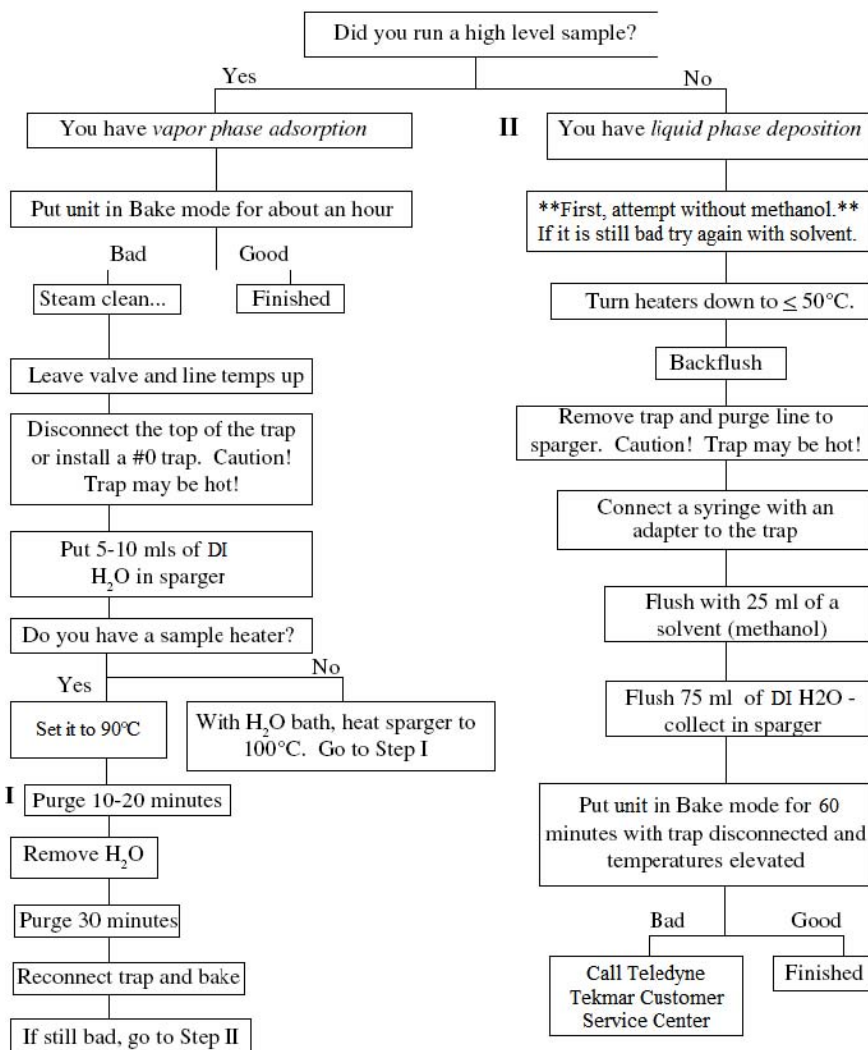 Did you run a high level sample?
Yes
No
You have vapor phase adsorption
Put unit in Bake mode for about an hour
Bad
Good
Steam clean...
Finished
Leave valve and line temps up
Disconnect the top of the trap
or install a #0 trap. Caution!
Trap may be hot!
Put 5-10 mls of DI
H₂O in sparger
Do you have a sample heater?
Yes
No
Set it to 90°C
With H₂O bath, heat sparger to
100°C. Go to Step I
I
Purge 10-20 minutes
Remove H₂O
Purge 30 minutes
Reconnect trap and bake
If still bad, go to Step II
II
You have liquid phase deposition
**First, attempt without methanol.**
If it is still bad try again with solvent.
Turn heaters down to ≤ 50°C.
Backflush
Remove trap and purge line to
sparger. Caution! Trap may be hot!
Connect a syringe with an
adapter to the trap
Flush with 25 ml of a
solvent (methanol)
Flush 75 ml of DI H2O -
collect in sparger
Put unit in Bake mode for 60
minutes with trap disconnected and
temperatures elevated
Bad
Good
Call Teledyne
Tekmar Customer
Service Center
Finished